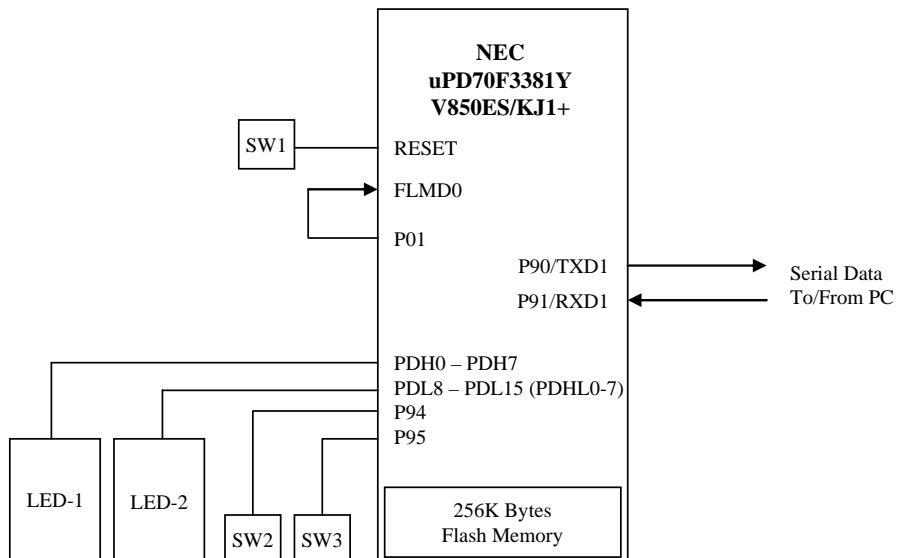 NEC
uPD70F3381Y
V850ES/KJ1+
SW1
RESET
FLMD0
P01
P90/TXD1
P91/RXD1
Serial Data
To/From PC
PDH0 – PDH7
PDL8 – PDL15 (PDHL0-7)
P94
P95
LED-1
LED-2
SW2
SW3
256K Bytes
Flash Memory